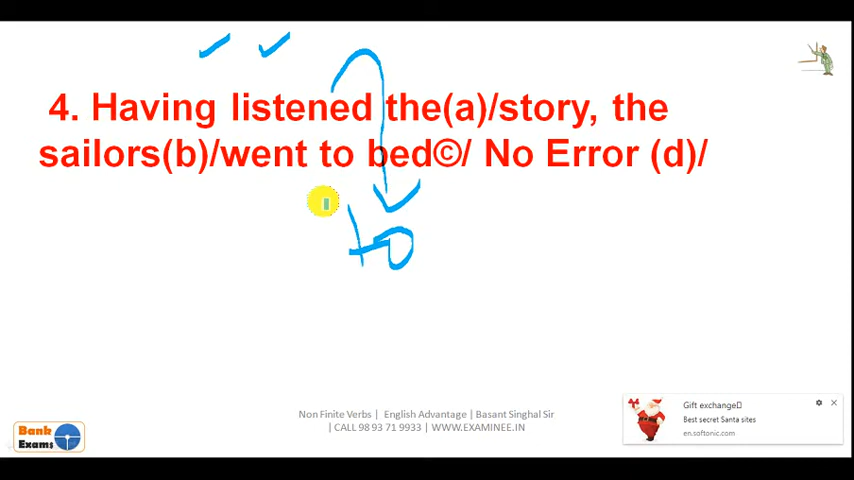 4. Having listened the(a)/story, the
sailors(b)/went to bed©/ No Error (d)/
to
Gift exchange
Best secret Santa sites
en.softonic.com
Non Finite Verbs | English Advantage | Basant Singhal Sir
| CALL 98 93 71 9933 | WWW.EXAMINEE.IN
Bank
Exams